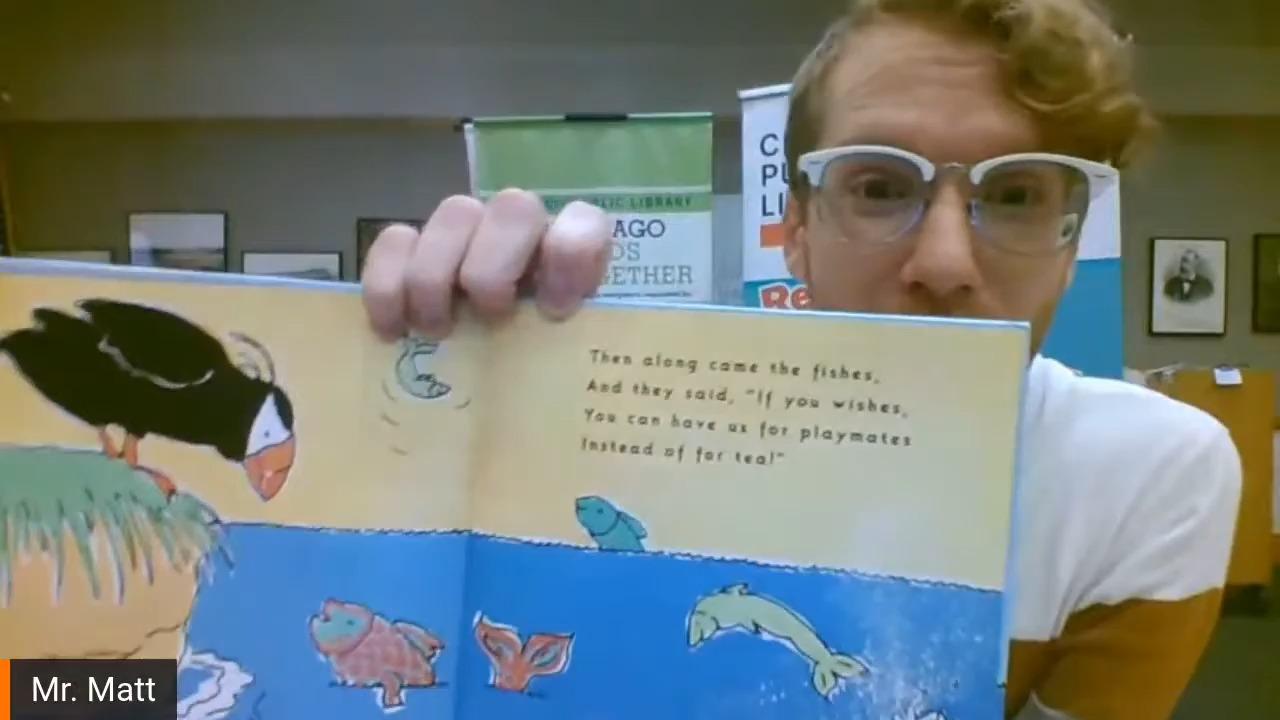 PUBLIC LIBRARY
AGO
DS
GETHER
C
PU
LI
Re
Then along came the fishes,
And they said, "If you wishes,
You can have us for playmates
Instead of for tea!"
Mr. Matt